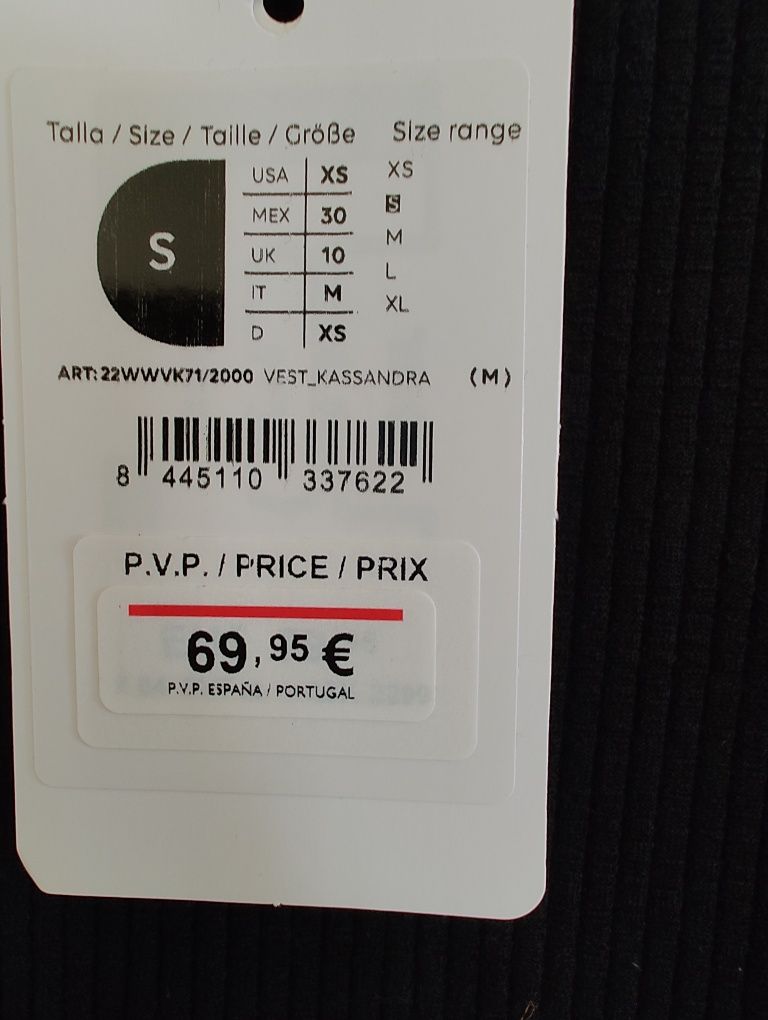 Talla / Size / Taille / Größe
Size range
S
USA XS
MEX 30
UK 10
IT M
D XS
XS
S
M
L
XL
ART:22WWVK71/2000 VEST_KASSANDRA (M)
8 445110 337622
P.V.P. / PRICE / PRIX
69,95 €
P.V.P. ESPAÑA / PORTUGAL